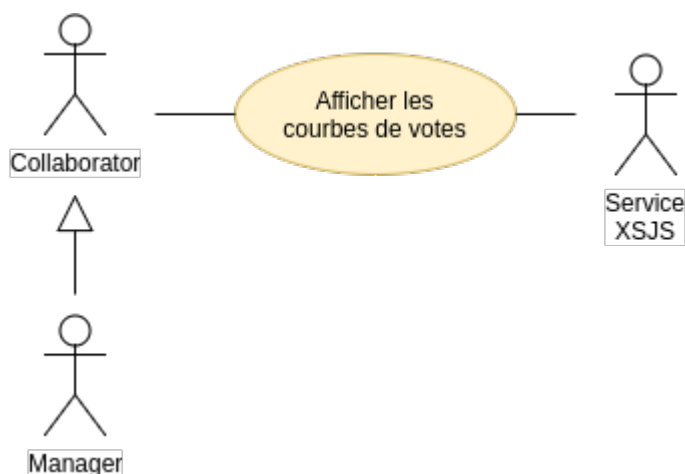 Collaborator
Afficher les
courbes de votes
Service
XSJS
Manager